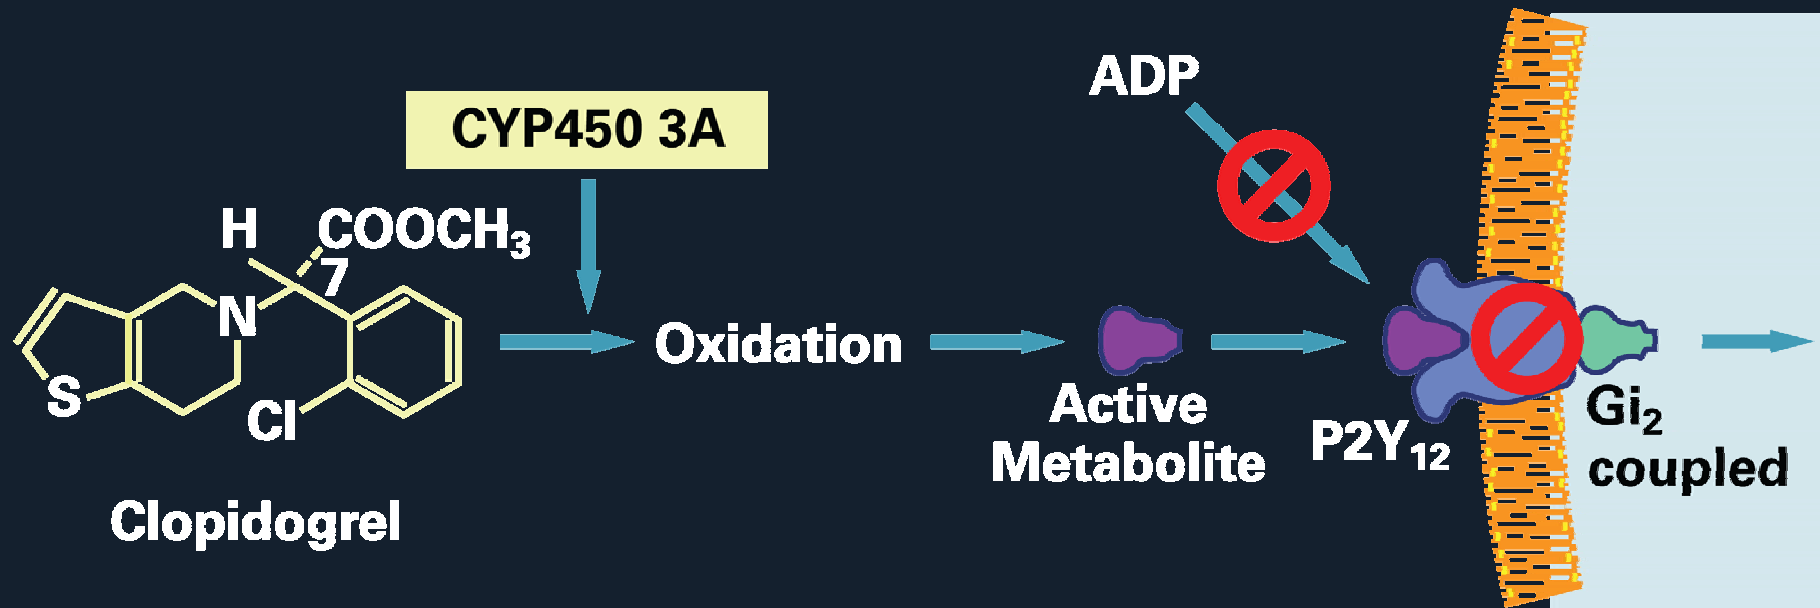 CYP450 3A
ADP
H
COOCH₃
7
N
S
Cl
Oxidation
Active
Metabolite
P2Y₁₂
Gi₂
coupled
Clopidogrel